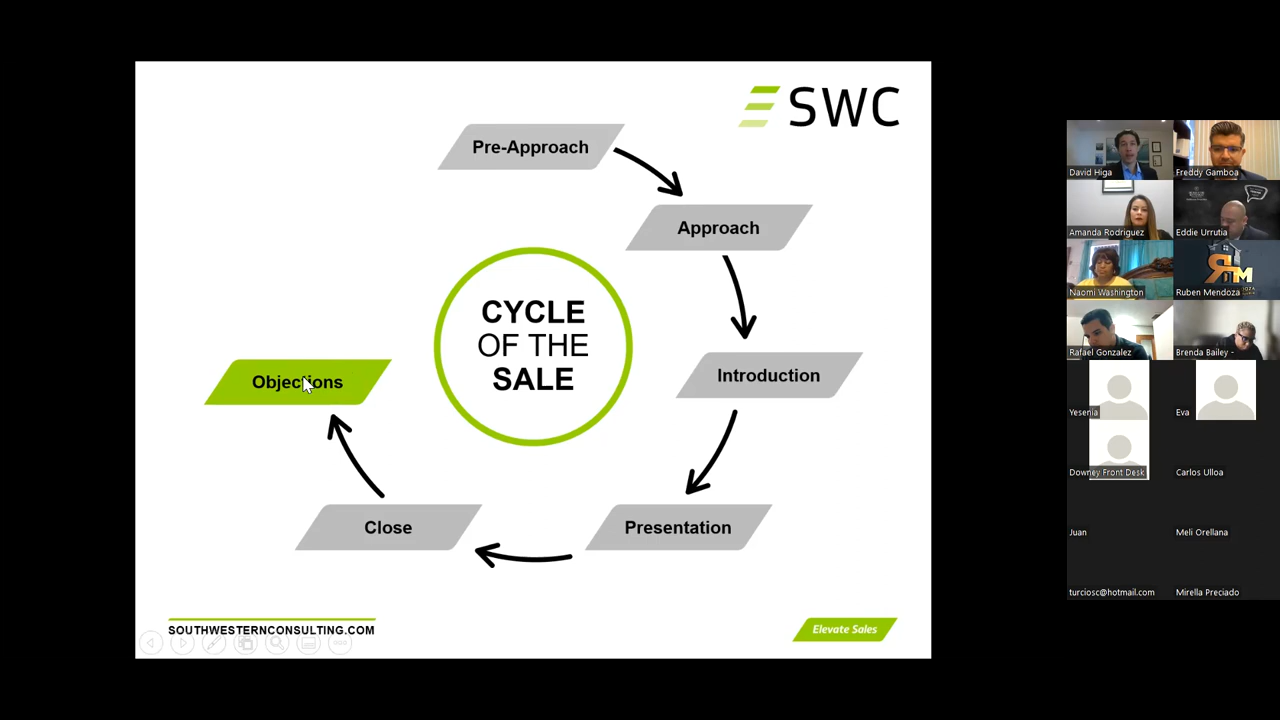 SWC
Pre-Approach
Approach
CYCLE
OF THE
SALE
Introduction
Objections
Close
Presentation
SOUTHWESTERNCONSULTING.COM
Elevate Sales
David Higa
Freddy Gamboa
Amanda Rodriguez
Eddie Urrutia
Naomi Washington
Ruben Mendoza
Rafael Gonzalez
Brenda Bailey -
Yesenia
Eva
Downey Front Desk
Carlos Ulloa
Juan
Meli Orellana
turciosc@hotmail.com
Mirella Preciado